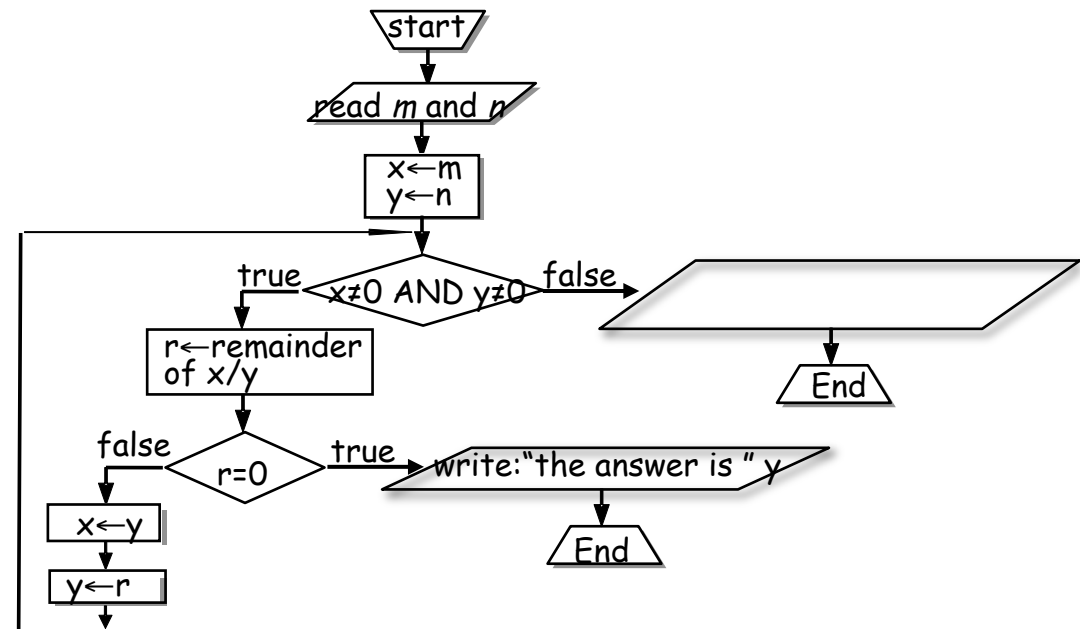 start
read m and n
x←m
y←n
true
x≠0 AND y≠0
false
r←remainder
of x/y
End
false
r=0
true
write:“the answer is ” y
x←y
End
y←r